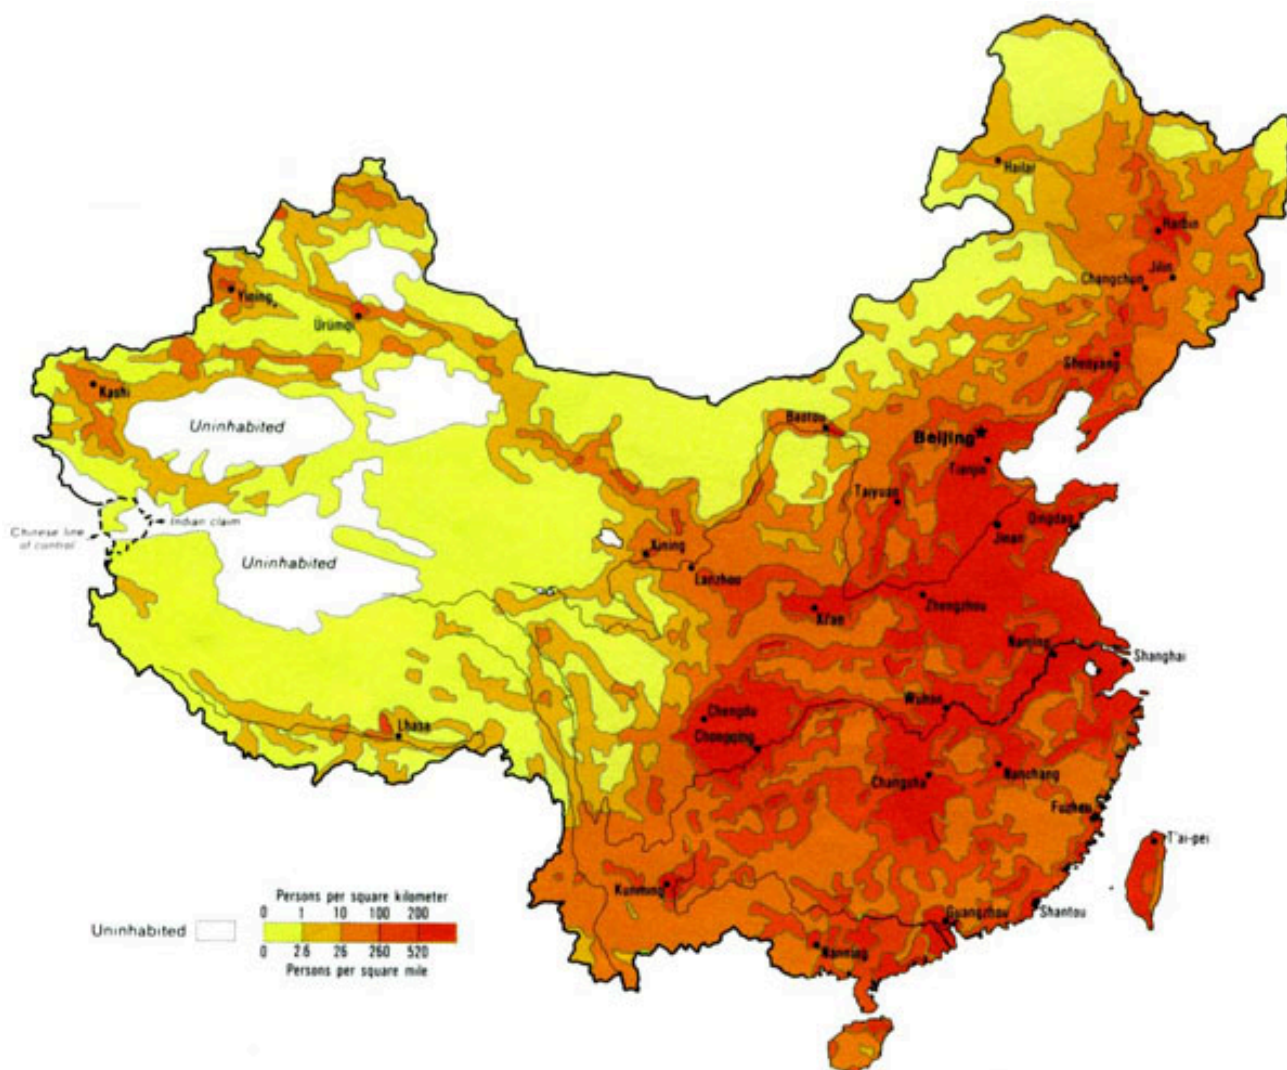 Hailar
Harbin
Jilin
Changchun
Yining
Ürümqi
Shenyang
Kashi
Baotou
Uninhabited
Beijing
Tianjin
Taiyuan
Qingdao
Indian claim
Chinese line
of control
Jinan
Xining
Uninhabited
Lanzhou
Zhengzhou
Xi'an
Nanjing
Shanghai
Wuhan
Chengdu
Lhasa
Chongqing
Nanchang
Changsha
Fuzhou
T'ai-pei
Kunming
Persons per square kilometer
0 1 10 100 200
Uninhabited
0 2.6 26 260 520
Persons per square mile
Guangzhou
Shantou
Nanning